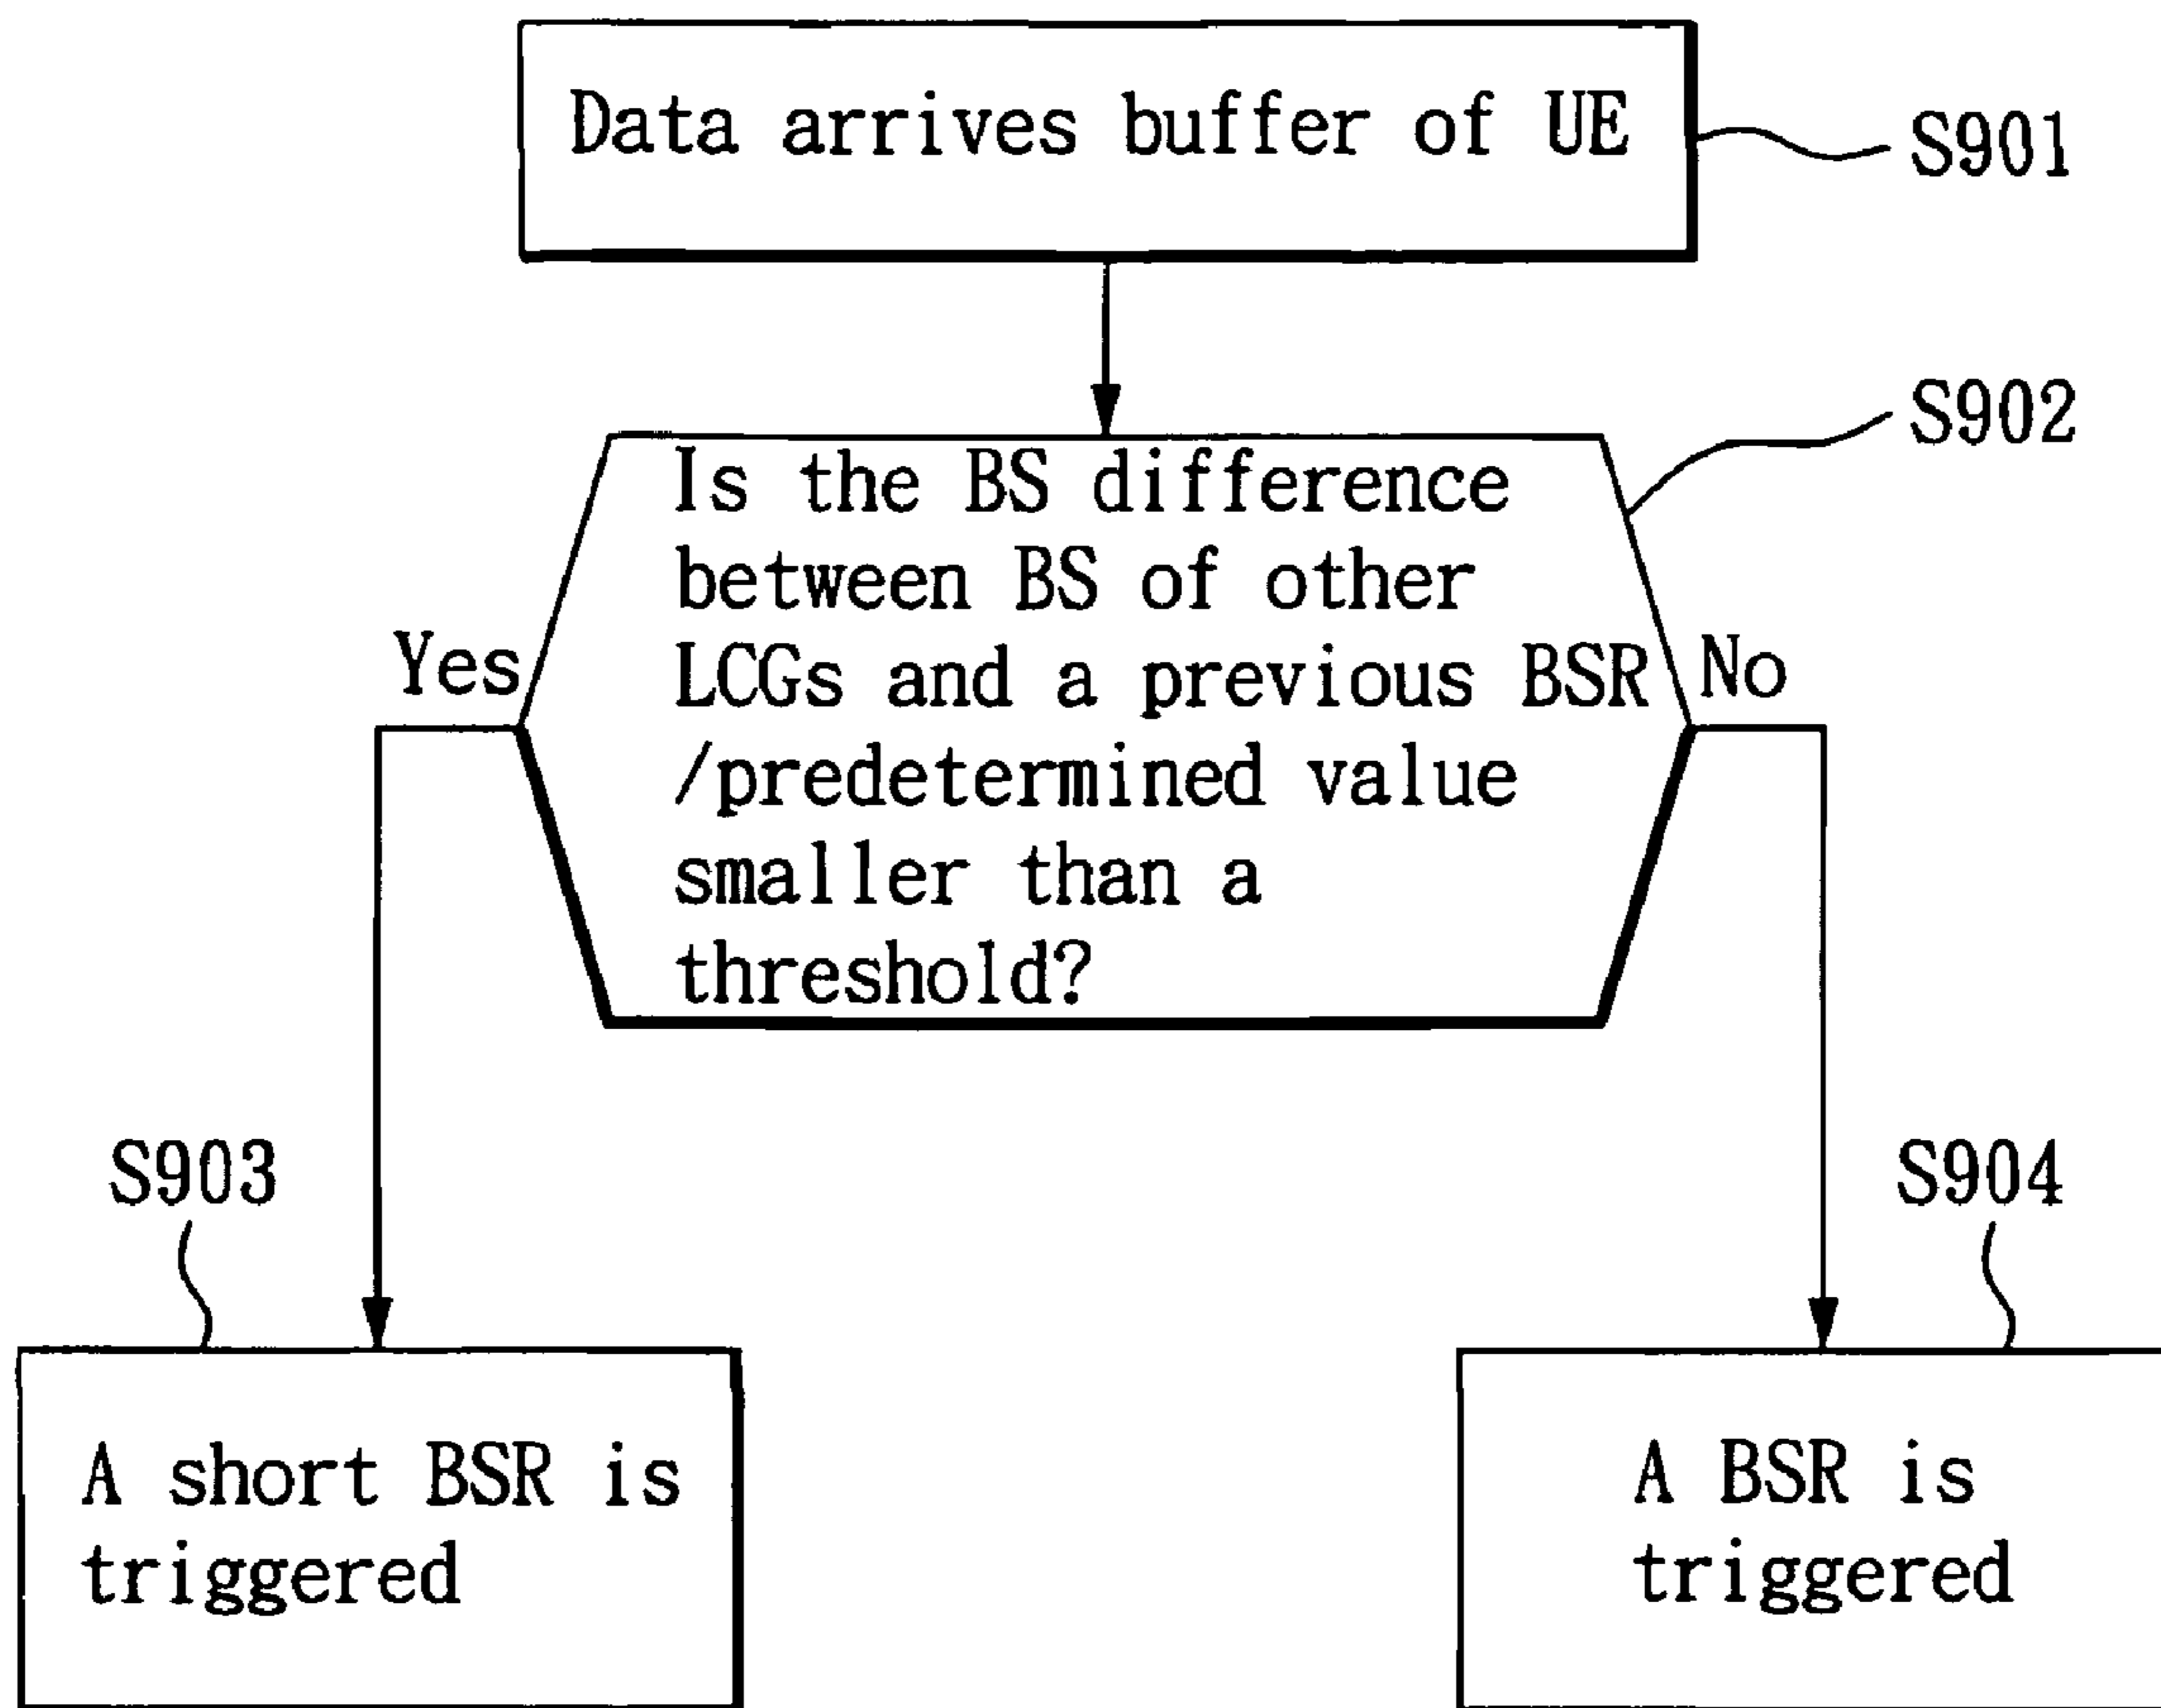 Data arrives buffer of UE
S901
S902
Is the BS difference
between BS of other
LCGs and a previous BSR
/predetermined value
smaller than a
threshold?
Yes
No
S903
S904
A short BSR is
triggered
A BSR is
triggered